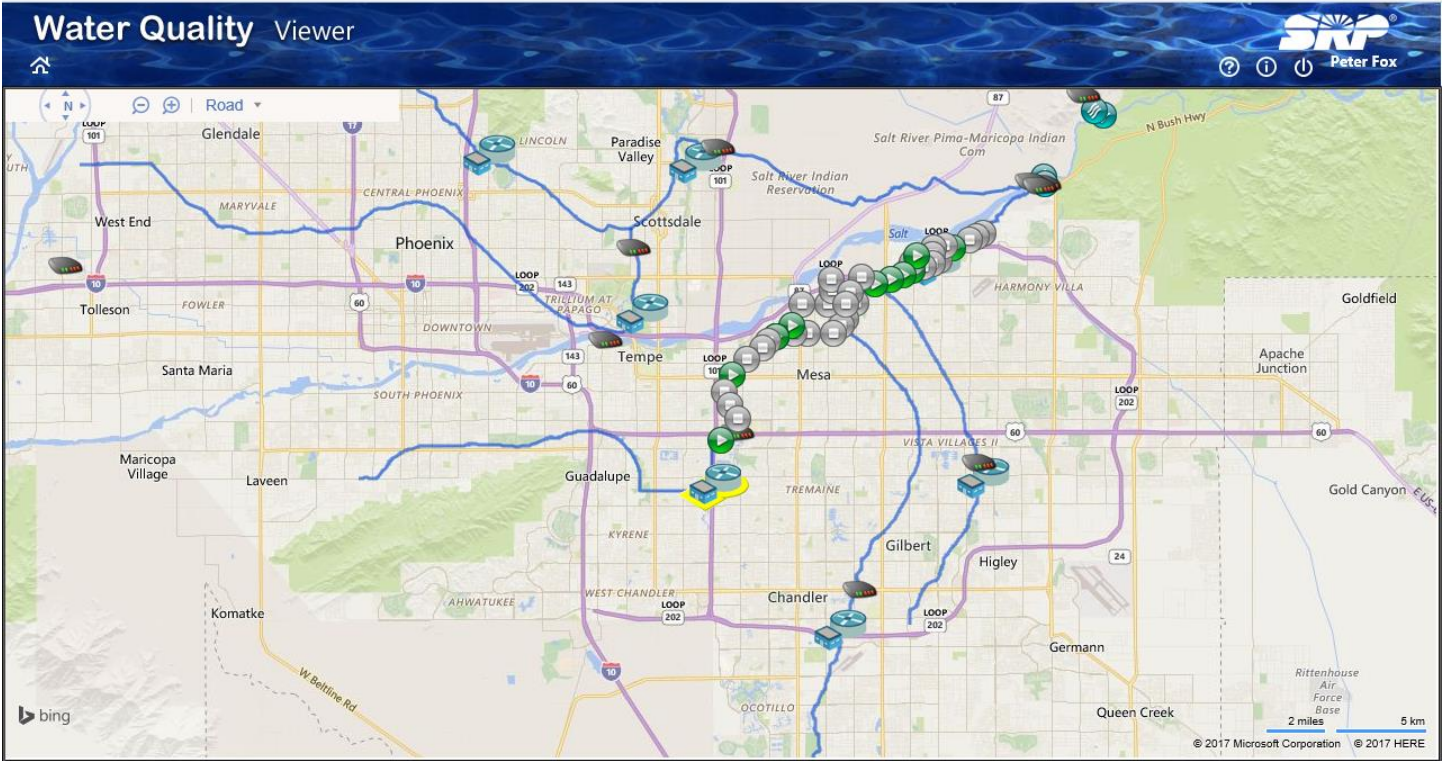 Water Quality Viewer
SRP®
Peter Fox
N
Road
LOOP
101
Glendale
17
LINCOLN
Paradise
Valley
87
Salt River Pima-Maricopa Indian
Com
N Bush Hwy
LOOP
101
Salt River Indian
Reservation
CENTRAL PHOENIX
MARYVALE
West End
Scottsdale
Phoenix
Salt
LOOP
LOOP
10
10
LOOP
202
143
87
HARMONY VILLA
Tolleson
FOWLER
60
TRILLIUM AT
PAPAGO
Goldfield
DOWNTOWN
143
Tempe
LOOP
101
Mesa
Apache
Junction
Santa Maria
10
60
SOUTH PHOENIX
LOOP
202
60
60
VISTA VILLAGES II
Maricopa
Village
Laveen
Guadalupe
TREMAINE
Gold Canyon
KYRENE
Gilbert
Higley
24
AHWATUKEE
WEST CHANDLER
Chandler
LOOP
202
LOOP
202
Komatke
Germann
10
W Beltline Rd
Rittenhouse
Air
Force
Base
OCOTILLO
Queen Creek
bing
2 miles
5 km
© 2017 Microsoft Corporation © 2017 HERE